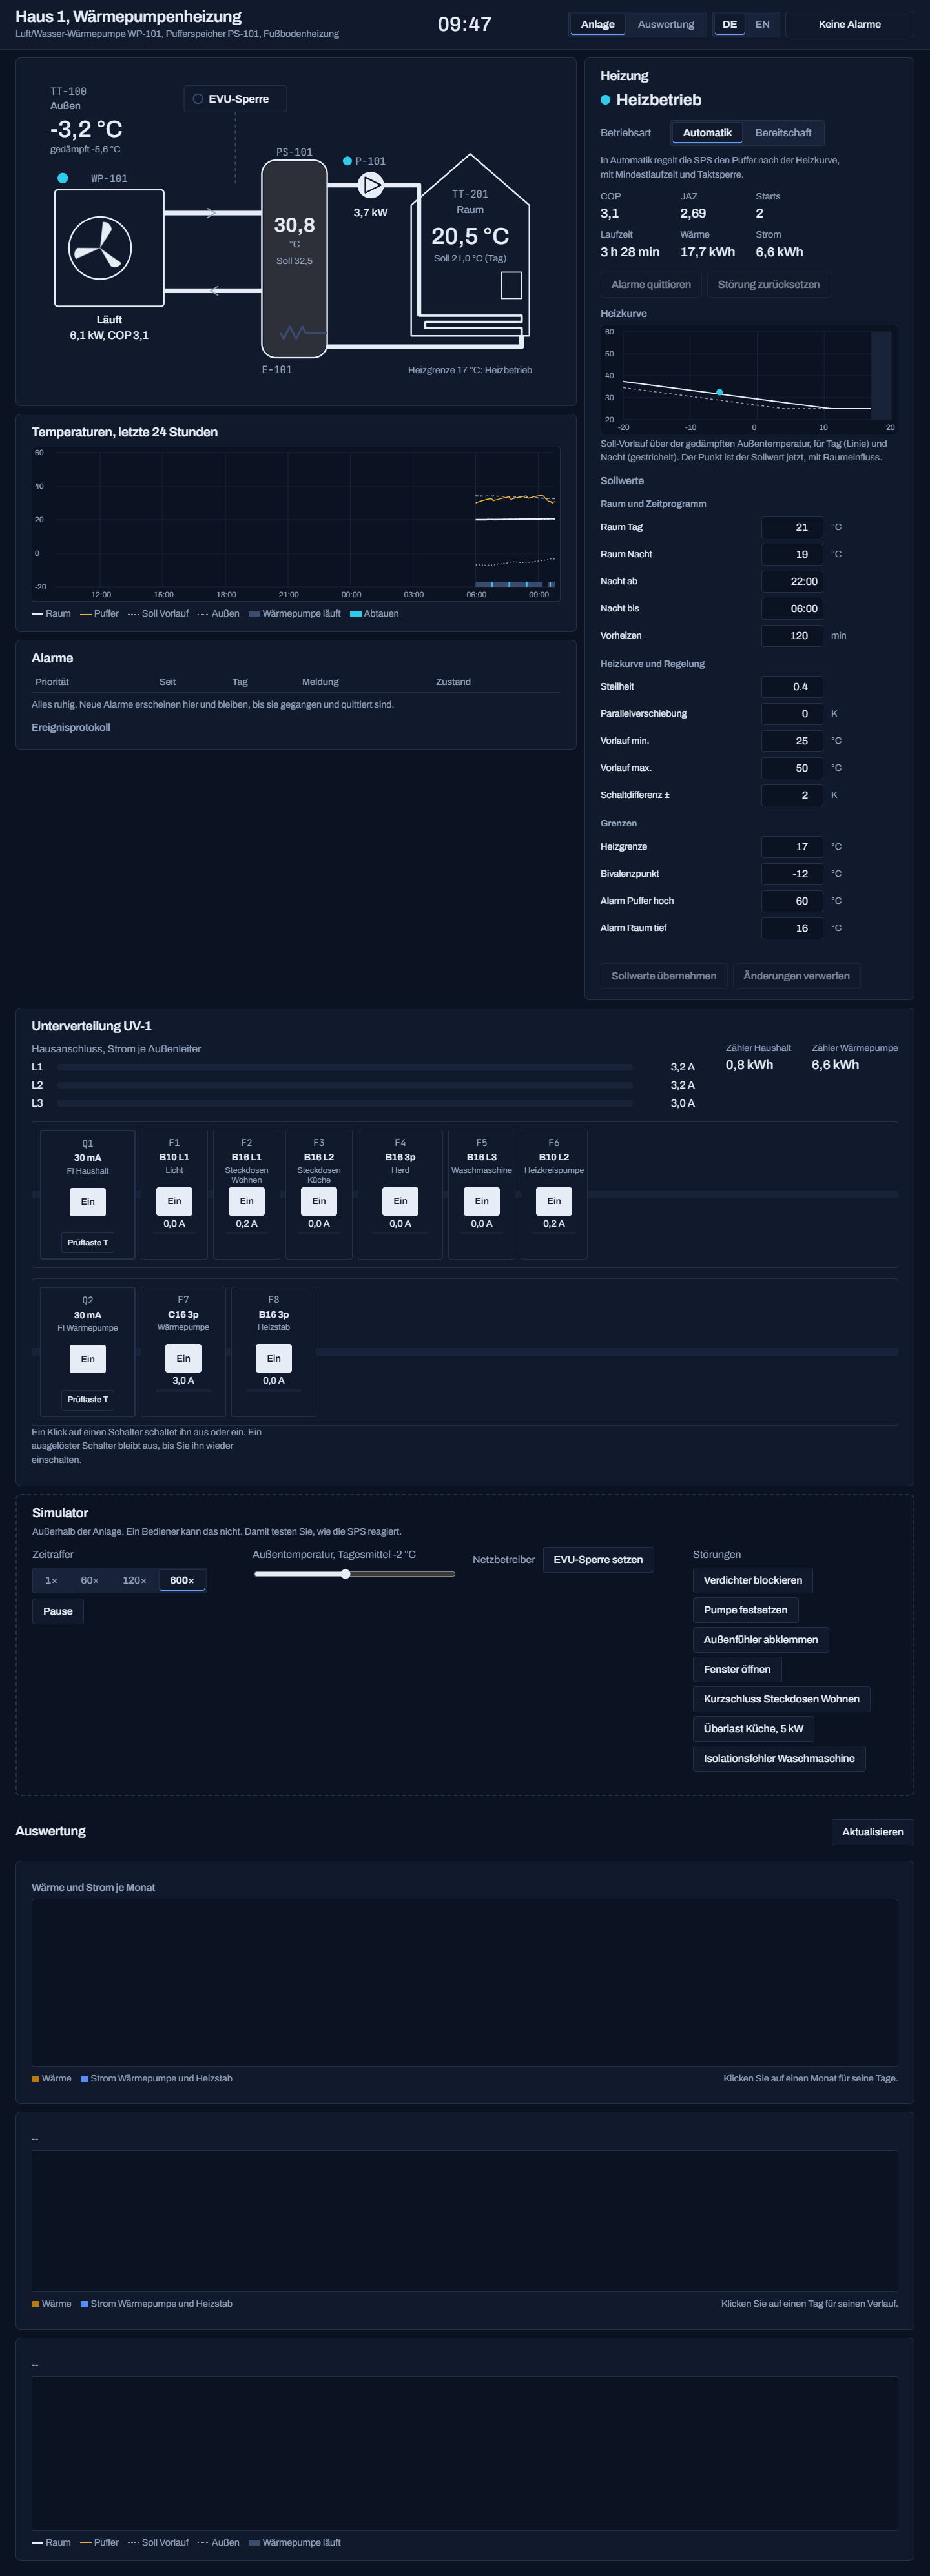 Haus 1, Wärmepumpenheizung
Luft/Wasser-Wärmepumpe WP-101, Pufferspeicher PS-101, Fußbodenheizung
09:47
Anlage Auswertung
DE EN
Keine Alarme
TT-100
Außen
-3,2 °C
gedämpft -5,6 °C
EVU-Sperre
WP-101
Läuft
6,1 kW, COP 3,1
PS-101
30,8
°C
Soll 32,5
E-101
P-101
3,7 kW
TT-201
Raum
20,5 °C
Soll 21,0 °C (Tag)
Heizgrenze 17 °C: Heizbetrieb
Temperaturen, letzte 24 Stunden
60
40
20
0
-20
12:00 15:00 18:00 21:00 00:00 03:00 06:00 09:00
Raum Puffer Soll Vorlauf Außen Wärmepumpe läuft Abtauen
Alarme
Priorität Seit Tag Meldung Zustand
Alles ruhig. Neue Alarme erscheinen hier und bleiben, bis sie gegangen und quittiert sind.
Ereignisprotokoll
Heizung
Heizbetrieb
Betriebsart Automatik Bereitschaft
In Automatik regelt die SPS den Puffer nach der Heizkurve,
mit Mindestlaufzeit und Taktsperre.
COP JAZ Starts
3,1 2,69 2
Laufzeit Wärme Strom
3 h 28 min 17,7 kWh 6,6 kWh
Alarme quittieren Störung zurücksetzen
Heizkurve
60
50
40
30
20
-20 -10 0 10 20
Soll-Vorlauf über der gedämpften Außentemperatur, für Tag (Linie) und
Nacht (gestrichelt). Der Punkt ist der Sollwert jetzt, mit Raumeinfluss.
Sollwerte
Raum und Zeitprogramm
Raum Tag 21 °C
Raum Nacht 19 °C
Nacht ab 22:00
Nacht bis 06:00
Vorheizen 120 min
Heizkurve und Regelung
Steilheit 0.4
Parallelverschiebung 0 K
Vorlauf min. 25 °C
Vorlauf max. 50 °C
Schaltdifferenz ± 2 K
Grenzen
Heizgrenze 17 °C
Bivalenzpunkt -12 °C
Alarm Puffer hoch 60 °C
Alarm Raum tief 16 °C
Sollwerte übernehmen Änderungen verwerfen
Unterverteilung UV-1
Hausanschluss, Strom je Außenleiter
L1 3,2 A
L2 3,2 A
L3 3,0 A
Zähler Haushalt Zähler Wärmepumpe
0,8 kWh 6,6 kWh
Q1
30 mA
FI Haushalt
Ein
Prüftaste T
F1
B10 L1
Licht
Ein
0,0 A
F2
B16 L1
Steckdosen
Wohnen
Ein
0,2 A
F3
B16 L2
Steckdosen
Küche
Ein
0,0 A
F4
B16 3p
Herd
Ein
0,0 A
F5
B16 L3
Waschmaschine
Ein
0,0 A
F6
B10 L2
Heizkreispumpe
Ein
0,2 A
Q2
30 mA
FI Wärmepumpe
Ein
Prüftaste T
F7
C16 3p
Wärmepumpe
Ein
3,0 A
F8
B16 3p
Heizstab
Ein
0,0 A
Ein Klick auf einen Schalter schaltet ihn aus oder ein. Ein
ausgelöster Schalter bleibt aus, bis Sie ihn wieder
einschalten.
Simulator
Außerhalb der Anlage. Ein Bediener kann das nicht. Damit testen Sie, wie die SPS reagiert.
Zeitraffer
1× 60× 120× 600×
Pause
Außentemperatur, Tagesmittel -2 °C
Netzbetreiber EVU-Sperre setzen
Störungen
Verdichter blockieren
Pumpe festsetzen
Außenfühler abklemmen
Fenster öffnen
Kurzschluss Steckdosen Wohnen
Überlast Küche, 5 kW
Isolationsfehler Waschmaschine
Auswertung
Aktualisieren
Wärme und Strom je Monat
Wärme Strom Wärmepumpe und Heizstab
Klicken Sie auf einen Monat für seine Tage.
--
Wärme Strom Wärmepumpe und Heizstab
Klicken Sie auf einen Tag für seinen Verlauf.
--
Raum Puffer Soll Vorlauf Außen Wärmepumpe läuft